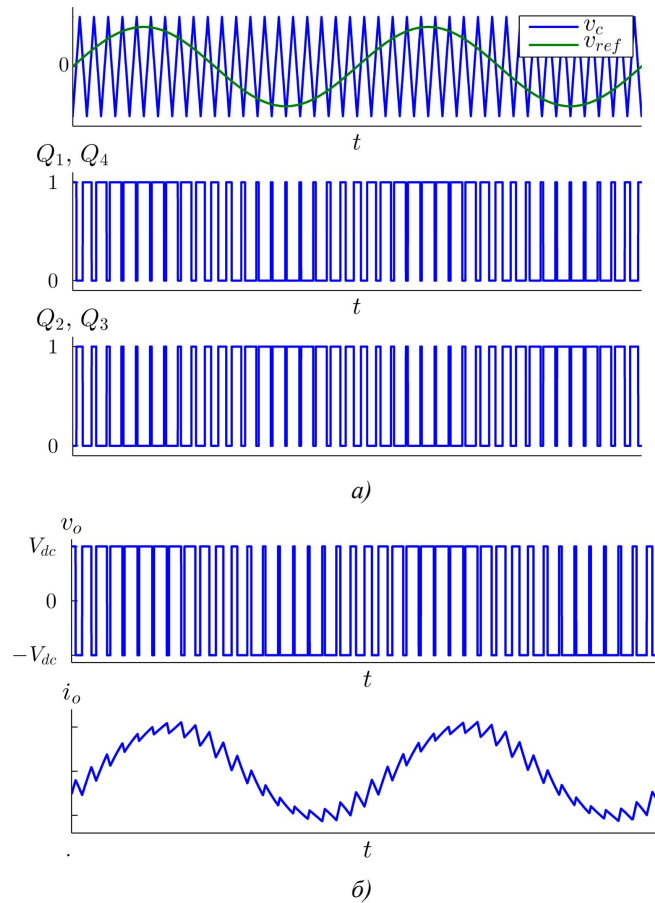 v_c
v_ref
0
t
Q_1, Q_4
1
0
t
Q_2, Q_3
1
0
а)
v_o
V_dc
0
−V_dc
t
i_o
t
б)